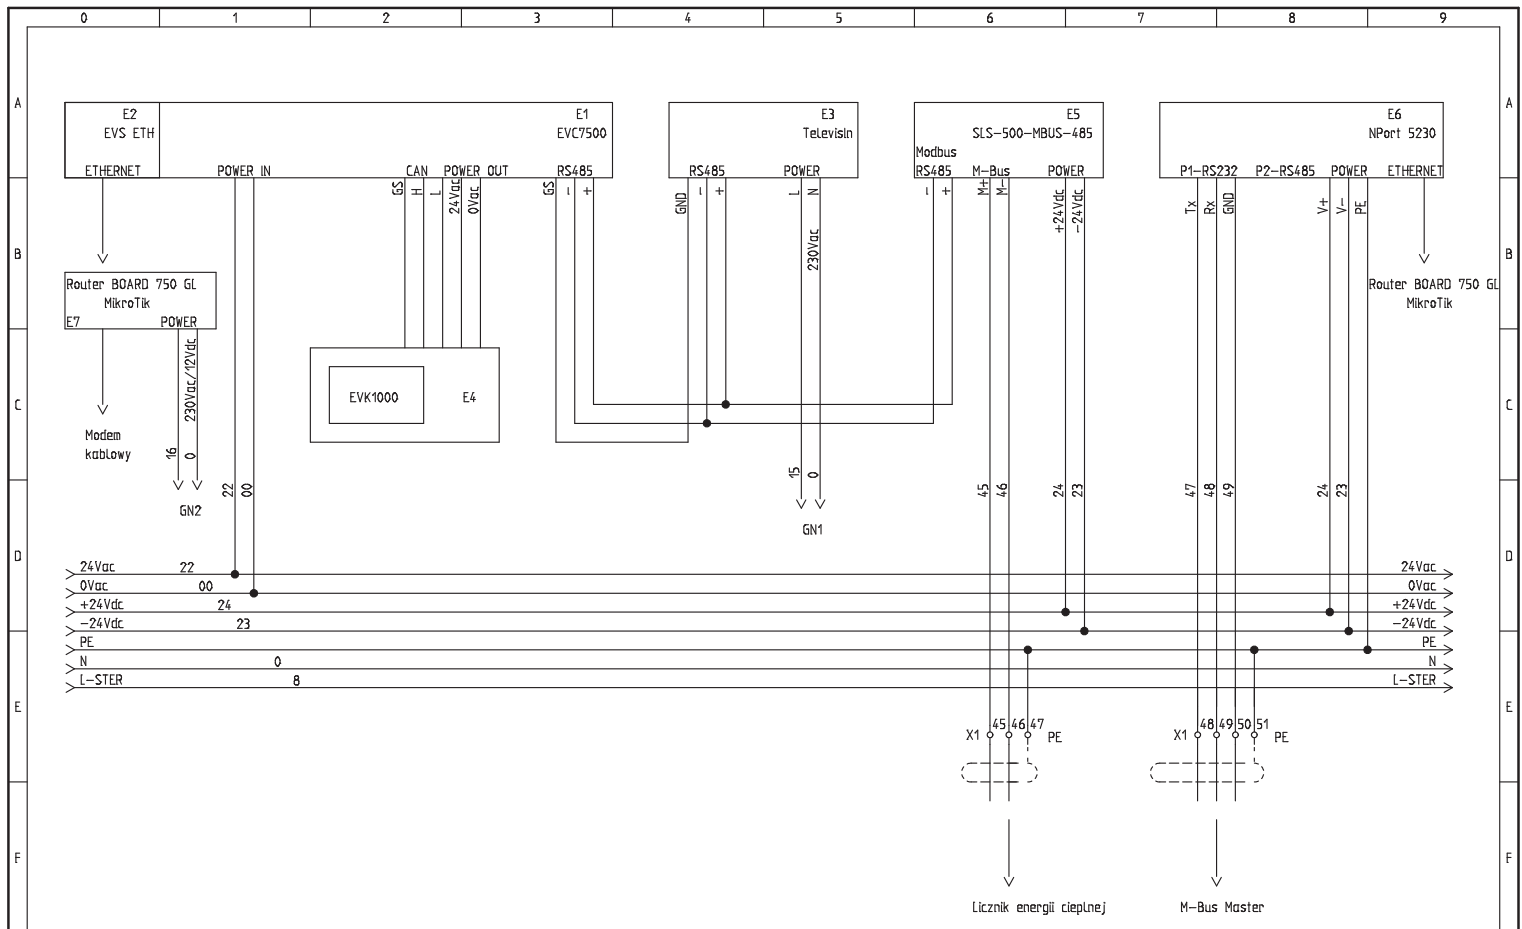 0 1 2 3 4 5 6 7 8 9
A A
E2 E1 E3 E5 E6
EVS ETH EVC7500 TelevisIn SLS-500-MBUS-485 NPort 5230
Modbus
ETHERNET POWER IN CAN POWER OUT RS485 RS485 POWER RS485 M-Bus POWER P1-RS232 P2-RS485 POWER ETHERNET
GS H L 24Vac 0Vac GS - + GND - + L N - + M+ M- +24Vdc -24Vdc Tx Rx GND V+ V- PE
230Vac
B B
Router BOARD 750 GL Router BOARD 750 GL
MikroTik MikroTik
E7 POWER
230Vac/12Vdc
C EVK1000 E4 C
Modem
kablowy
16 0 15 0
22 00 45 46 24 23 47 48 49 24 23
GN2
GN1
D D
24Vac 22 24Vac
0Vac 00 0Vac
+24Vdc 24 +24Vdc
-24Vdc 23 -24Vdc
PE PE
N 0 N
L-STER 8 L-STER
E E
X1 45 46 47 PE X1 48 49 50 51 PE
F F
Licznik energii cieplnej M-Bus Master